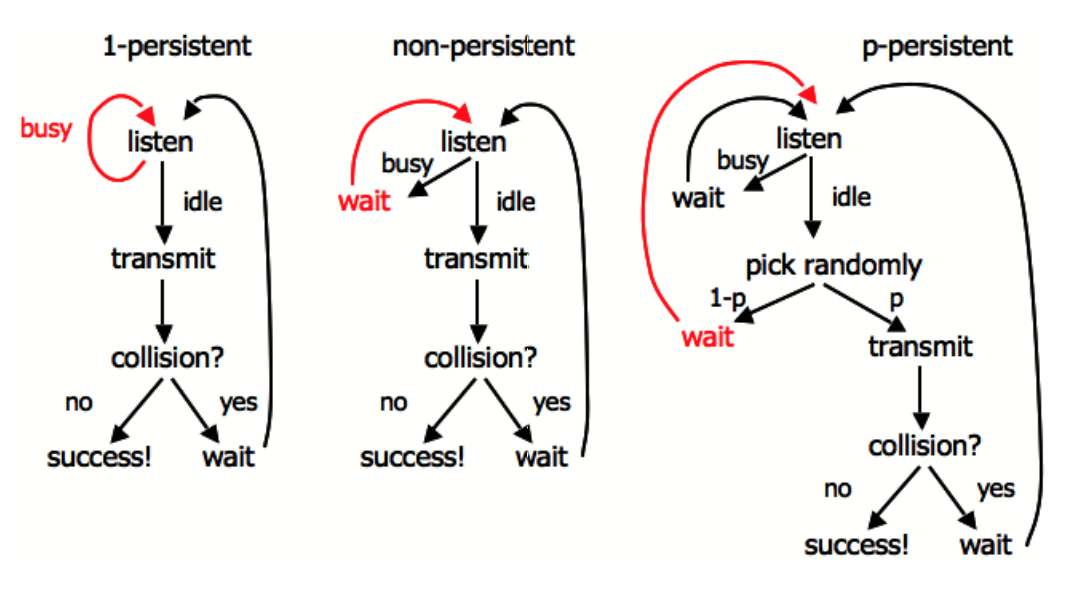 1-persistent
busy
listen
idle
transmit
collision?
no
yes
success!
wait
non-persistent
listen
busy
wait
idle
transmit
collision?
no
yes
success!
wait
p-persistent
listen
busy
wait
idle
pick randomly
1-p
p
wait
transmit
collision?
no
yes
success!
wait